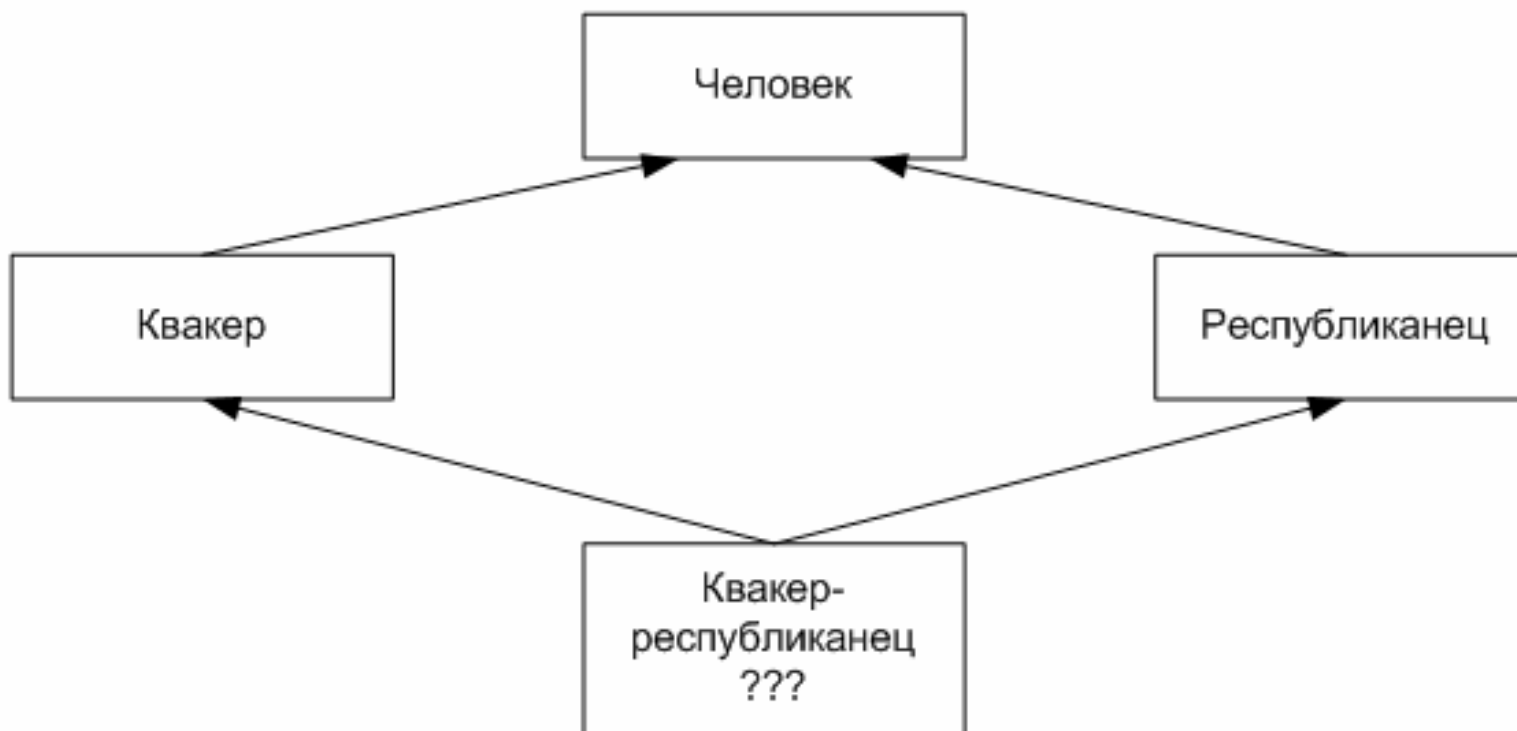 Человек
Квакер
Республиканец
Квакер-
республиканец
???